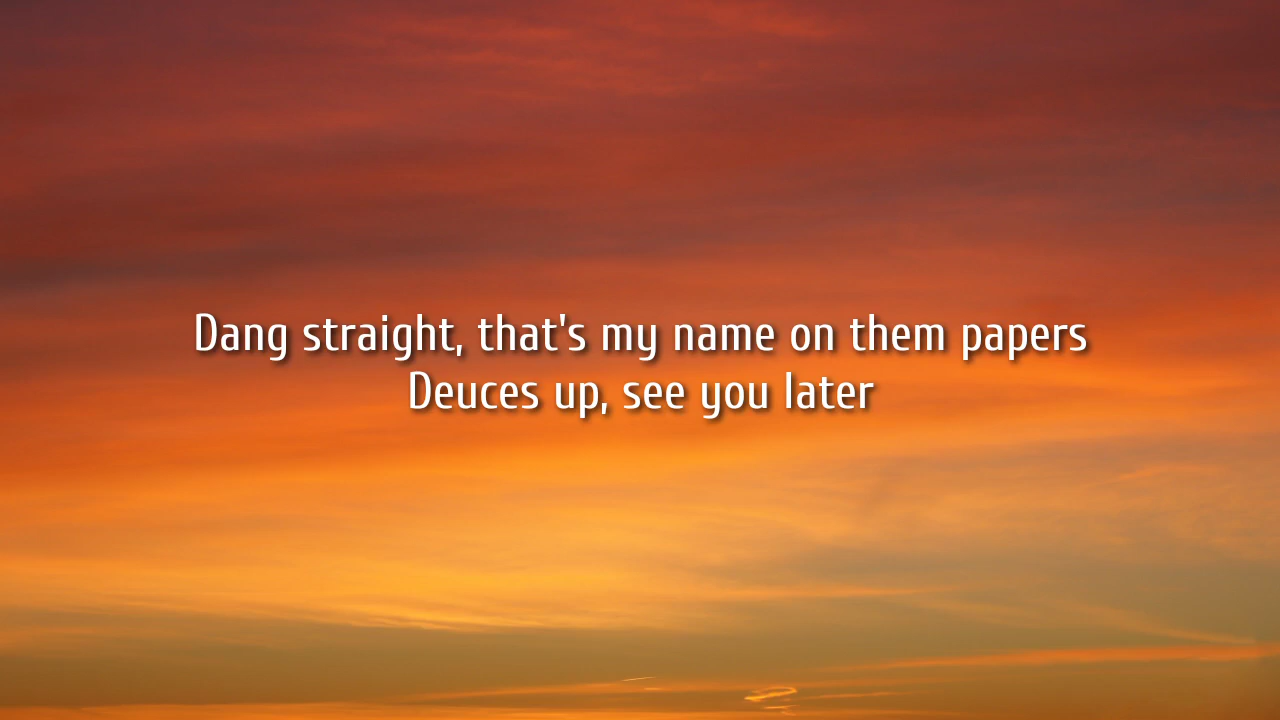 Dang straight, that's my name on them papers
Deuces up, see you later